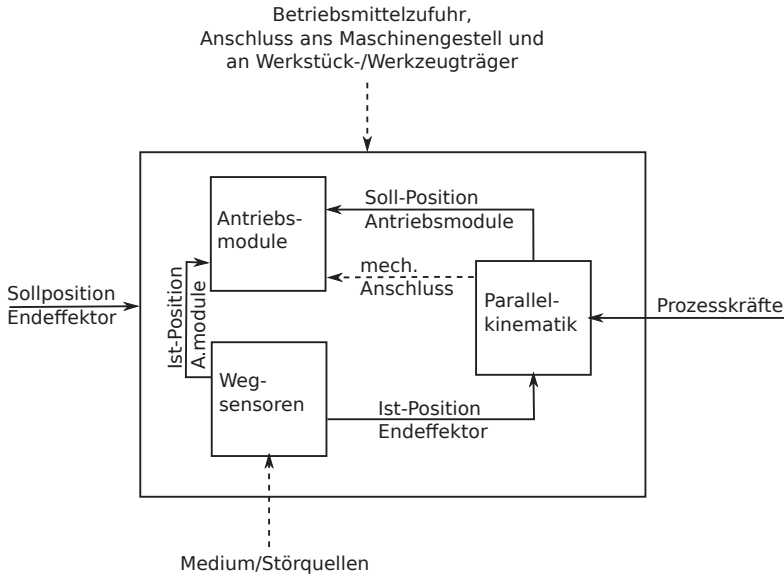 Betriebsmittelzufuhr,
Anschluss ans Maschinengestell und
an Werkstück-/Werkzeugträger
Soll-Position
Antriebsmodule
Antriebs-
module
mech.
Anschluss
Sollposition
Endeffektor
Ist-Position
A.module
Parallel-
kinematik
Prozesskräfte
Weg-
sensoren
Ist-Position
Endeffektor
Medium/Störquellen